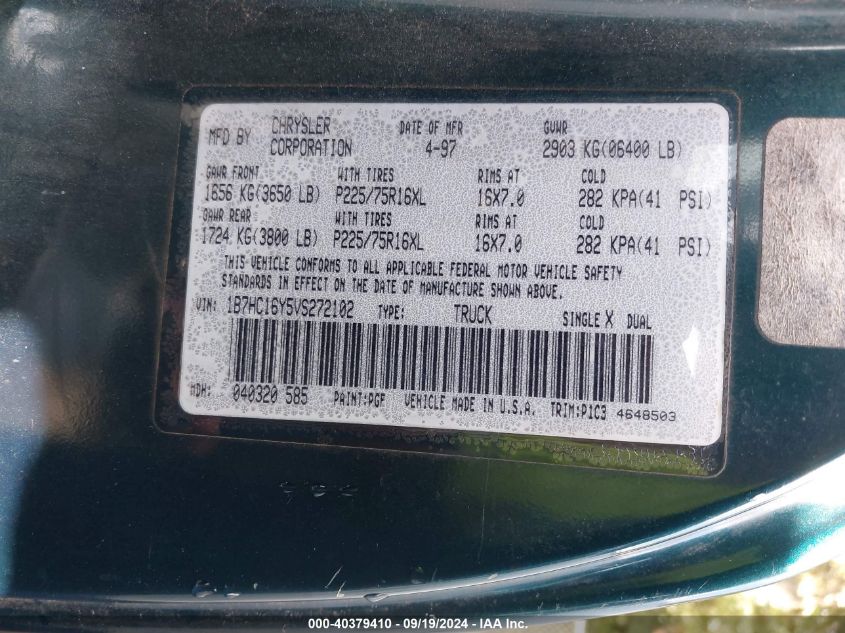 MFD BY CHRYSLER CORPORATION DATE OF MFR 4-97 GVWR 2903 KG(06400 LB)
GAWR FRONT WITH TIRES RIMS AT COLD
1656 KG(3650 LB) P225/75R16XL 16X7.0 282 KPA(41 PSI)
GAWR REAR WITH TIRES RIMS AT COLD
1724 KG(3800 LB) P225/75R16XL 16X7.0 282 KPA(41 PSI)
THIS VEHICLE CONFORMS TO ALL APPLICABLE FEDERAL MOTOR VEHICLE SAFETY
STANDARDS IN EFFECT ON THE DATE OF MANUFACTURE SHOWN ABOVE.
VIN: 1B7HC16Y5VS272102 TYPE: TRUCK SINGLE X DUAL
MDH: 040320 585 PAINT:PGF VEHICLE MADE IN U.S.A. TRIM:P1C3 4648503
000-40379410 - 09/19/2024 - IAA Inc.